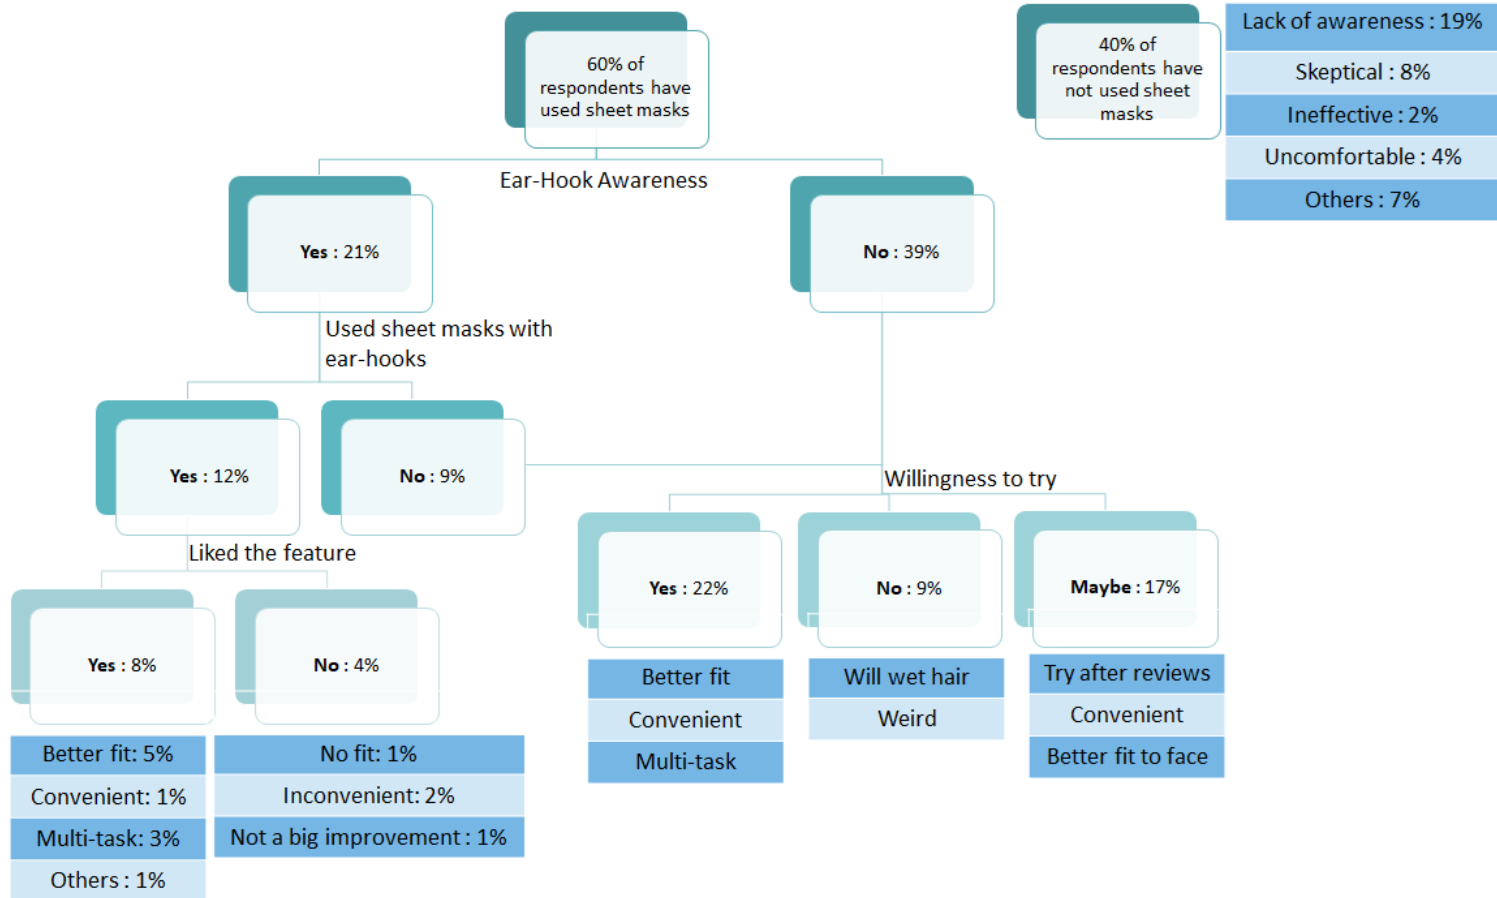 60% of
respondents have
used sheet masks
40% of
respondents have
not used sheet
masks
Lack of awareness : 19%
Skeptical : 8%
Ineffective : 2%
Uncomfortable : 4%
Others : 7%
Ear-Hook Awareness
Yes : 21%
No : 39%
Used sheet masks with
ear-hooks
Yes : 12%
No : 9%
Willingness to try
Liked the feature
Yes : 8%
No : 4%
Yes : 22%
No : 9%
Maybe : 17%
Better fit: 5%
Convenient: 1%
Multi-task: 3%
Others : 1%
No fit: 1%
Inconvenient: 2%
Not a big improvement : 1%
Better fit
Convenient
Multi-task
Will wet hair
Weird
Try after reviews
Convenient
Better fit to face